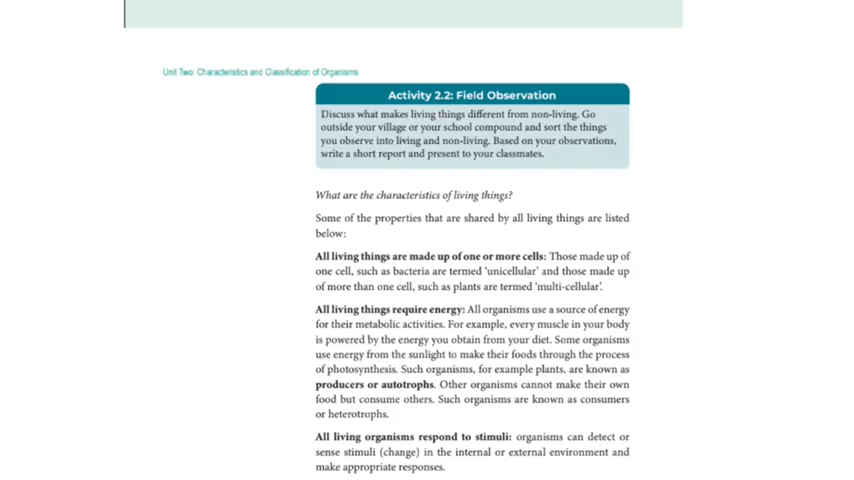 Unit Two: Characteristics and Classification of Organisms
Activity 2.2: Field Observation
Discuss what makes living things different from non-living. Go
outside your village or your school compound and sort the things
you observe into living and non-living. Based on your observations,
write a short report and present to your classmates.
What are the characteristics of living things?
Some of the properties that are shared by all living things are listed
below:
All living things are made up of one or more cells: Those made up of
one cell, such as bacteria are termed ‘unicellular’ and those made up
of more than one cell, such as plants are termed ‘multi-cellular’.
All living things require energy: All organisms use a source of energy
for their metabolic activities. For example, every muscle in your body
is powered by the energy you obtain from your diet. Some organisms
use energy from the sunlight to make their foods through the process
of photosynthesis. Such organisms, for example plants, are known as
producers or autotrophs. Other organisms cannot make their own
food but consume others. Such organisms are known as consumers
or heterotrophs.
All living organisms respond to stimuli: organisms can detect or
sense stimuli (change) in the internal or external environment and
make appropriate responses.